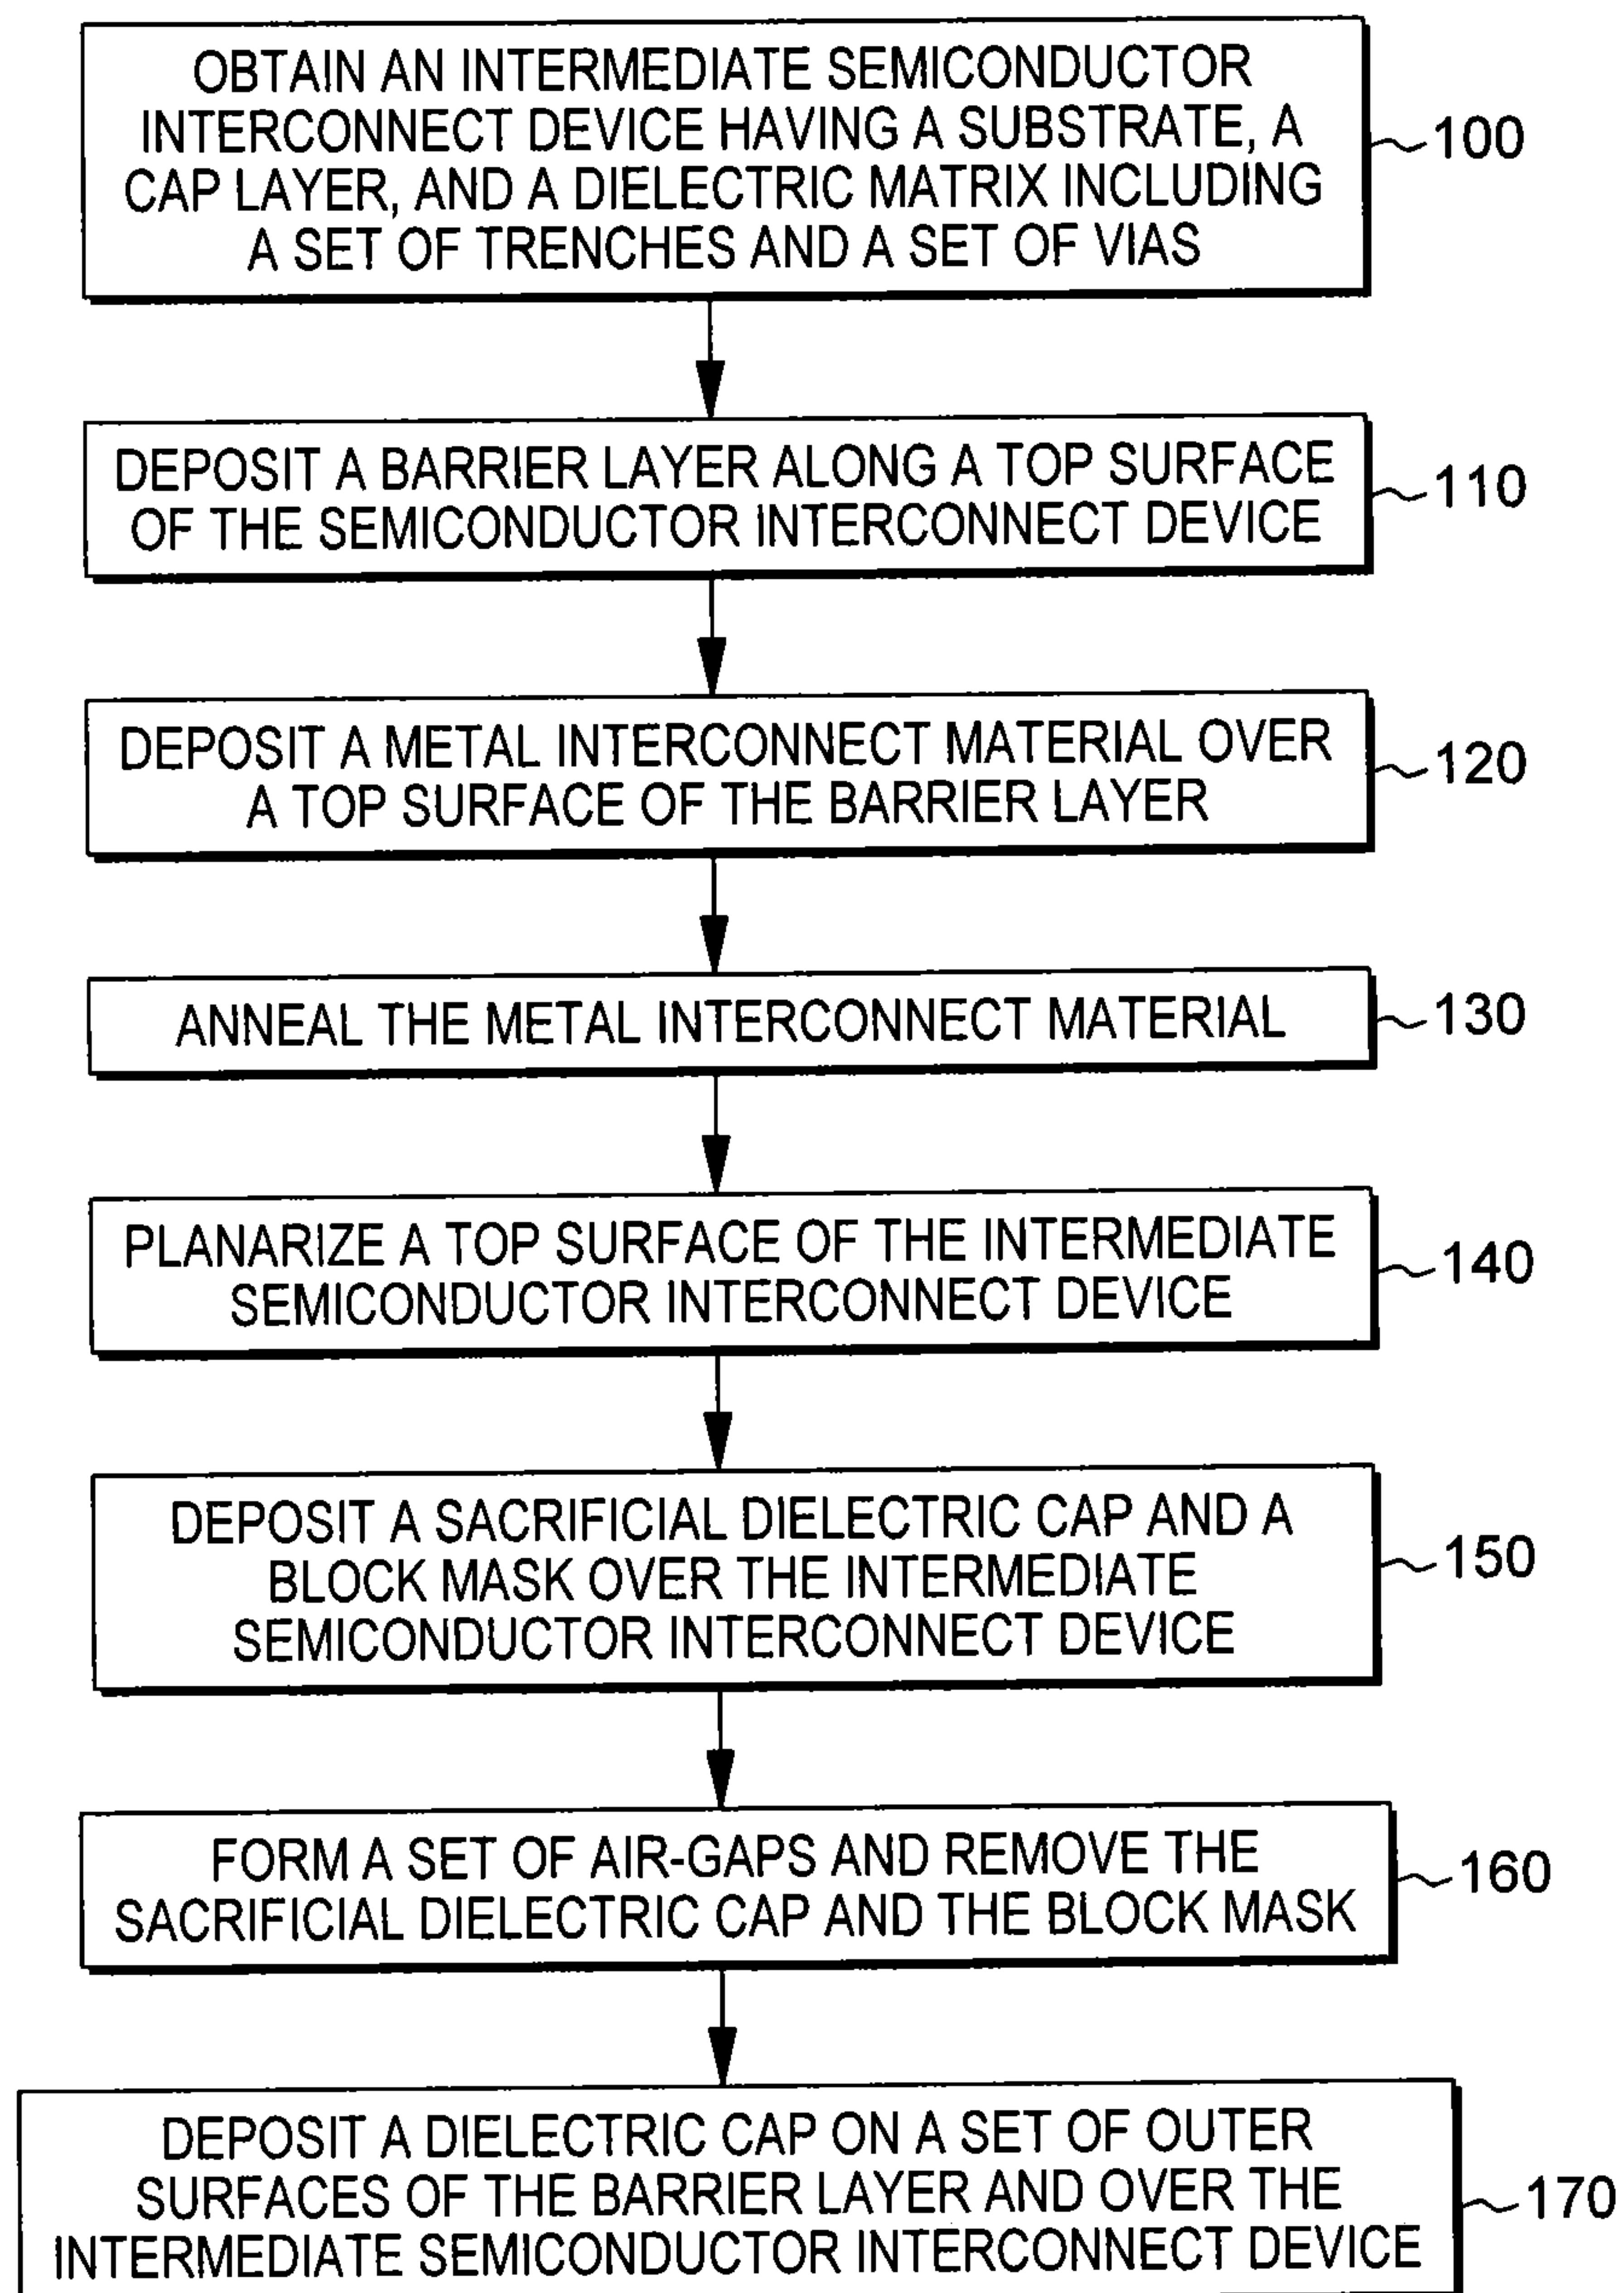 OBTAIN AN INTERMEDIATE SEMICONDUCTOR
INTERCONNECT DEVICE HAVING A SUBSTRATE, A
CAP LAYER, AND A DIELECTRIC MATRIX INCLUDING
A SET OF TRENCHES AND A SET OF VIAS
100
DEPOSIT A BARRIER LAYER ALONG A TOP SURFACE
OF THE SEMICONDUCTOR INTERCONNECT DEVICE
110
DEPOSIT A METAL INTERCONNECT MATERIAL OVER
A TOP SURFACE OF THE BARRIER LAYER
120
ANNEAL THE METAL INTERCONNECT MATERIAL
130
PLANARIZE A TOP SURFACE OF THE INTERMEDIATE
SEMICONDUCTOR INTERCONNECT DEVICE
140
DEPOSIT A SACRIFICIAL DIELECTRIC CAP AND A
BLOCK MASK OVER THE INTERMEDIATE
SEMICONDUCTOR INTERCONNECT DEVICE
150
FORM A SET OF AIR-GAPS AND REMOVE THE
SACRIFICIAL DIELECTRIC CAP AND THE BLOCK MASK
160
DEPOSIT A DIELECTRIC CAP ON A SET OF OUTER
SURFACES OF THE BARRIER LAYER AND OVER THE
INTERMEDIATE SEMICONDUCTOR INTERCONNECT DEVICE
170